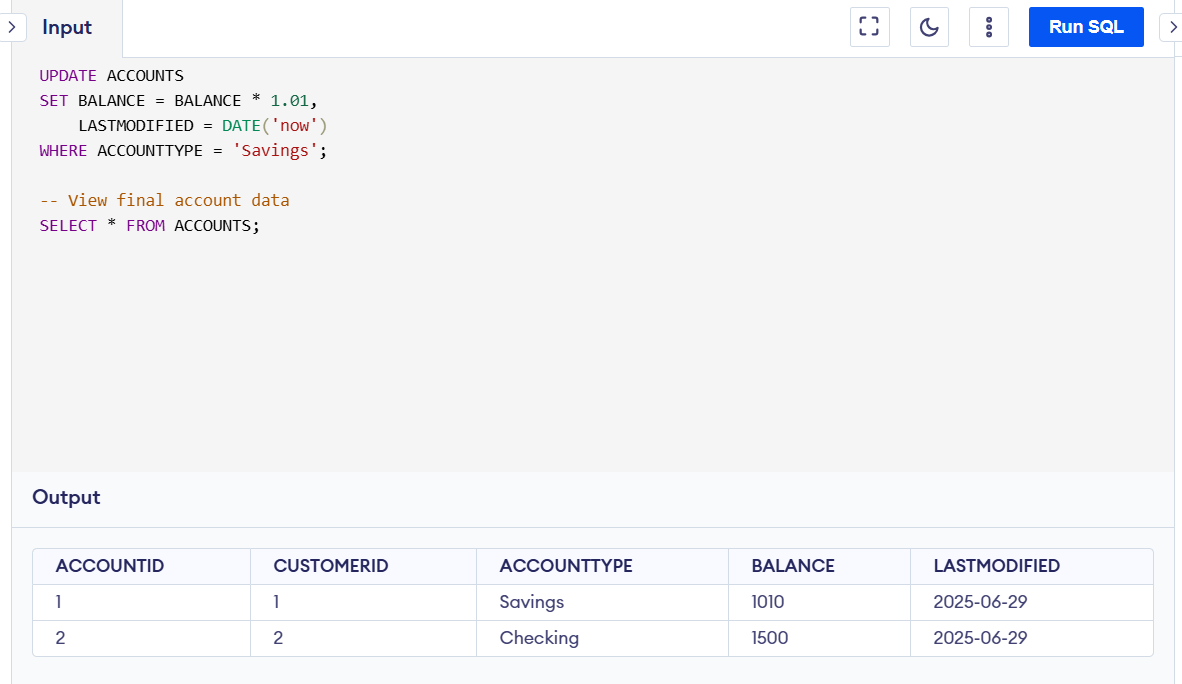 Input
Run SQL
UPDATE ACCOUNTS
SET BALANCE = BALANCE * 1.01,
    LASTMODIFIED = DATE('now')
WHERE ACCOUNTTYPE = 'Savings';
-- View final account data
SELECT * FROM ACCOUNTS;
Output
ACCOUNTID CUSTOMERID ACCOUNTTYPE BALANCE LASTMODIFIED
1 1 Savings 1010 2025-06-29
2 2 Checking 1500 2025-06-29